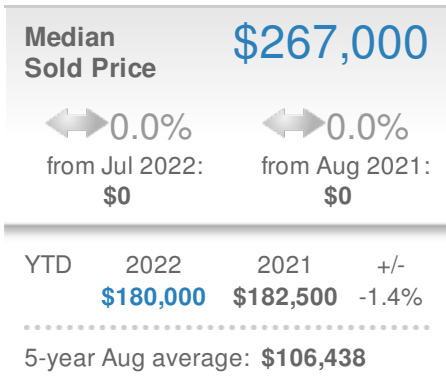 Median
Sold Price
$267,000
0.0%
from Jul 2022:
$0
0.0%
from Aug 2021:
$0
YTD 2022 2021 +/-
$180,000 $182,500 -1.4%
5-year Aug average: $106,438